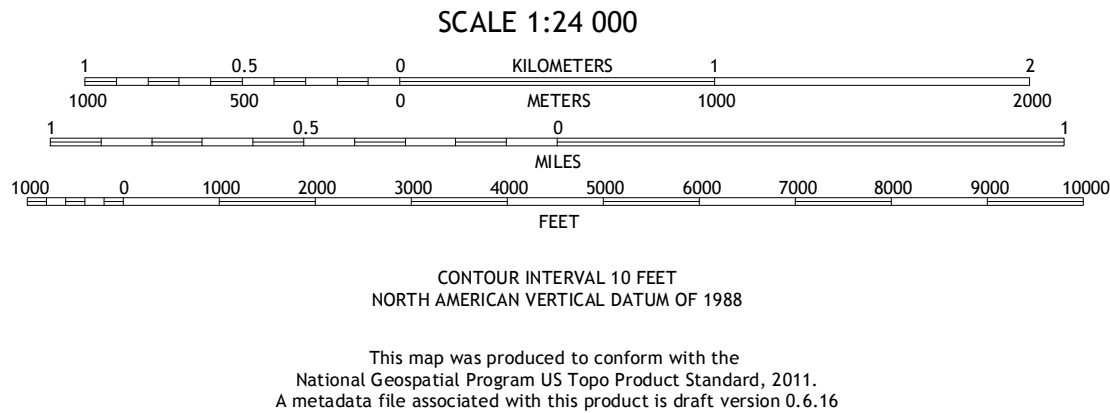 SCALE 1:24 000
1 0.5 0 KILOMETERS 1 2
1000 500 0 METERS 1000 2000
1 0.5 0 1
MILES
1000 0 1000 2000 3000 4000 5000 6000 7000 8000 9000 10000
FEET
CONTOUR INTERVAL 10 FEET
NORTH AMERICAN VERTICAL DATUM OF 1988
This map was produced to conform with the
National Geospatial Program US Topo Product Standard, 2011.
A metadata file associated with this product is draft version 0.6.16